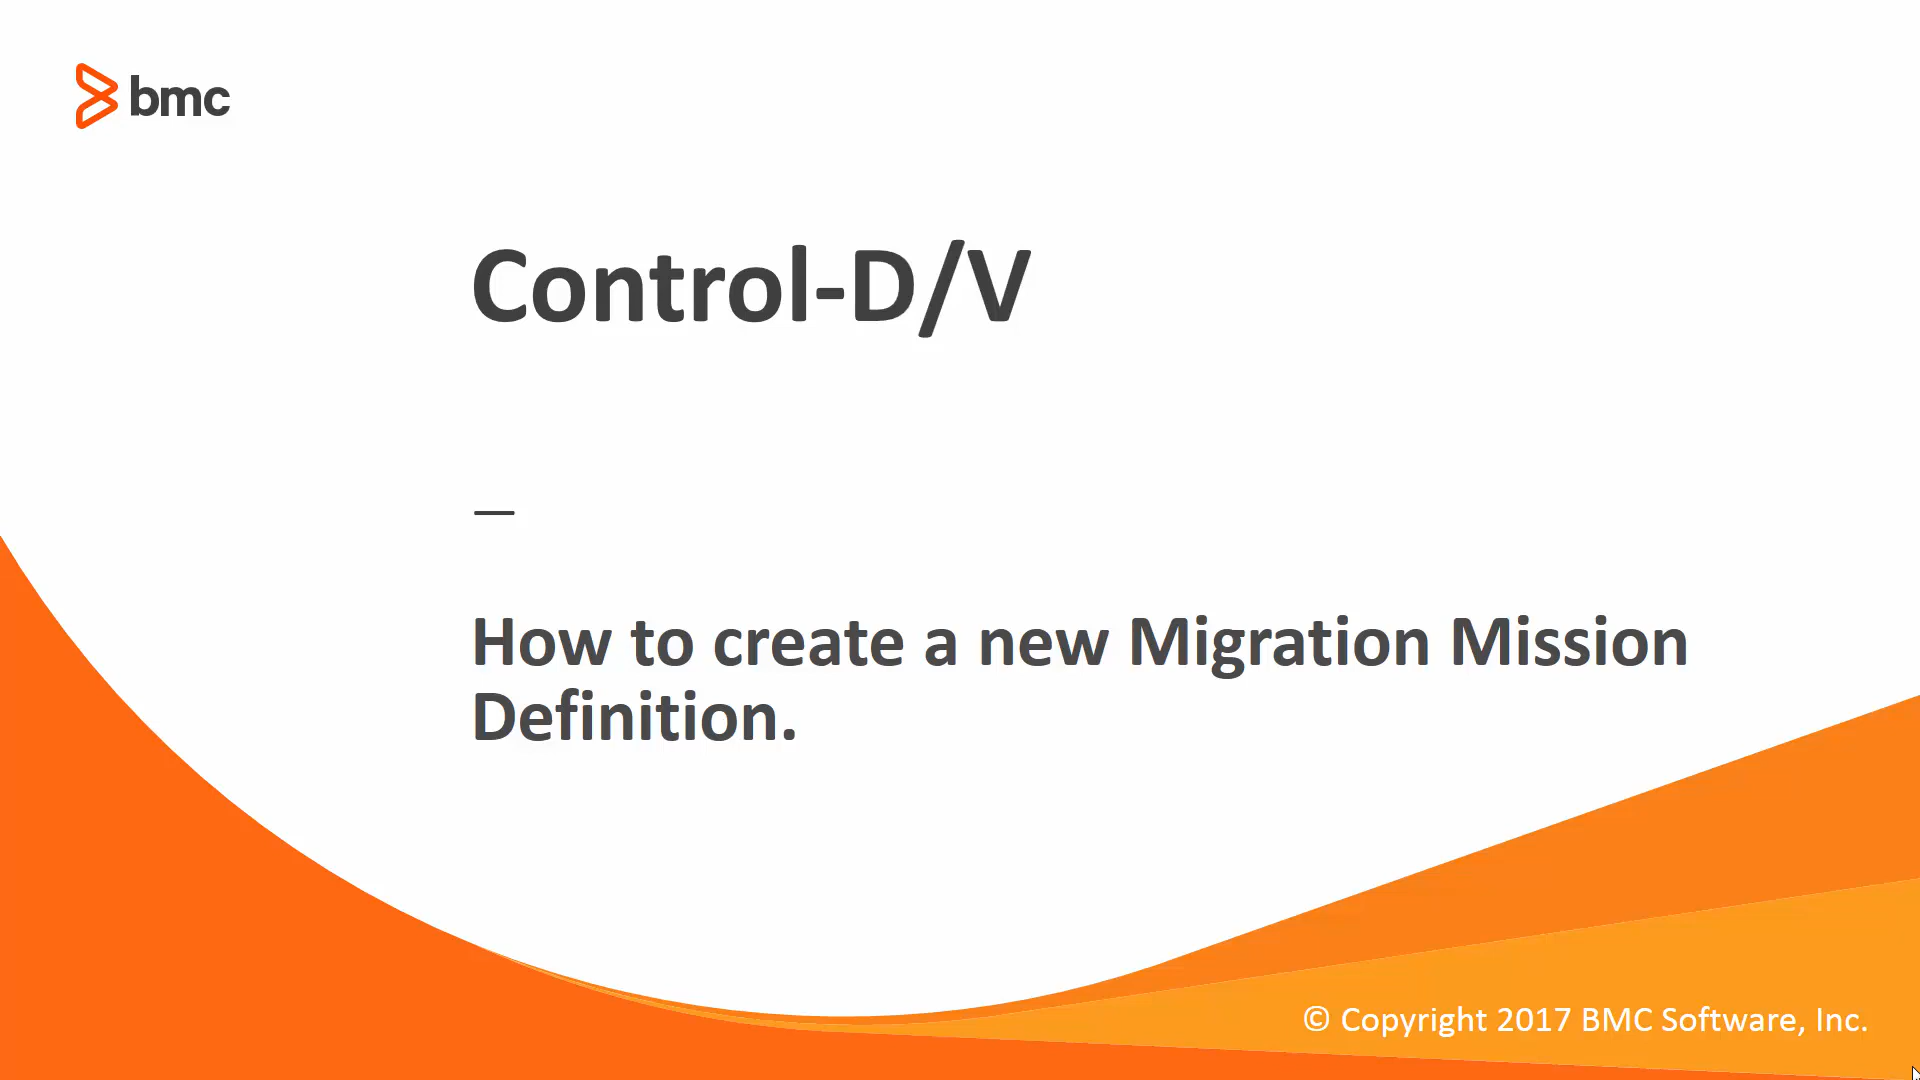 bmc
Control-D/V
How to create a new Migration Mission
Definition.
© Copyright 2017 BMC Software, Inc.